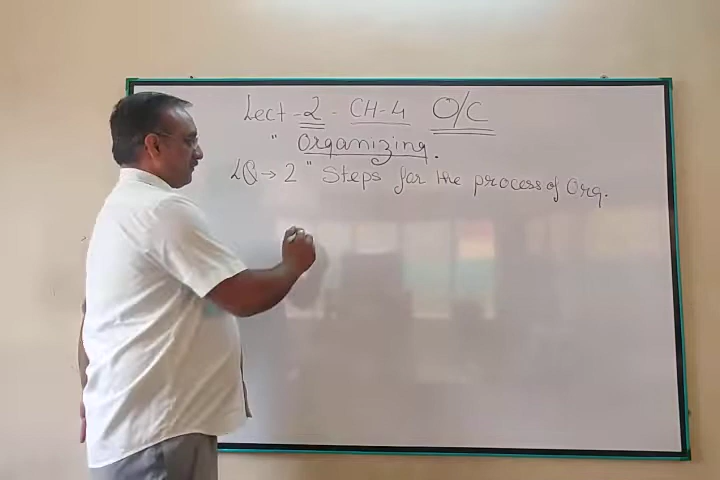 Lect - 2 - CH-4 O/C
" Organizing.
LQ → 2 " Steps for the process of Org.